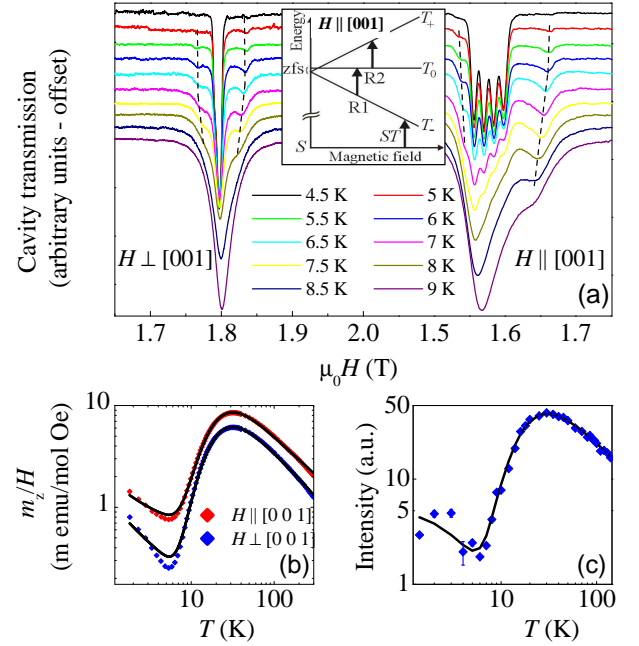 Cavity transmission
(arbitrary units - offset)
Energy
H || [001]
T+
zfs
T0
R2
R1
ST
T-
S
Magnetic field
4.5 K
5 K
5.5 K
6 K
6.5 K
7 K
7.5 K
8 K
8.5 K
9 K
H ⊥ [001]
H || [001]
(a)
1.7 1.8 1.9 2.0 1.5 1.6 1.7
μ0H (T)
mz/H
(m emu/mol Oe)
10
1
H || [0 0 1]
H ⊥ [0 0 1]
(b)
10 100
T (K)
Intensity (a.u.)
50
10
5
1
(c)
10 100
T (K)